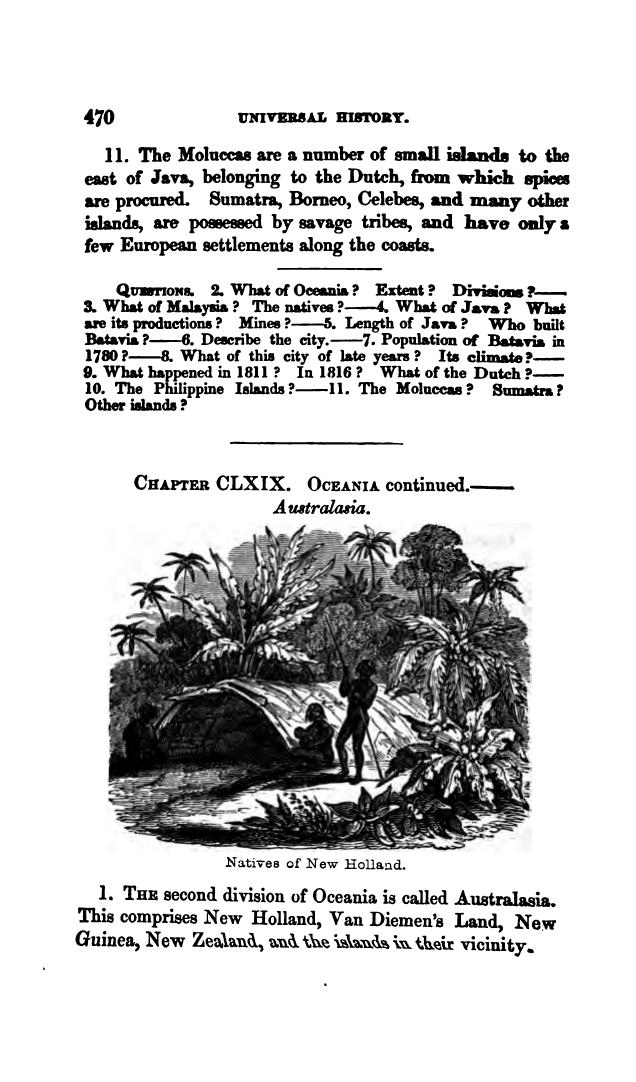 470 UNIVERSAL HISTORY.
11. The Moluccas are a number of small islands to the
east of Java, belonging to the Dutch, from which spices
are procured. Sumatra, Borneo, Celebes, and many other
islands, are possessed by savage tribes, and have only a
few European settlements along the coasts.
QUESTIONS. 2. What of Oceania? Extent? Divisions?——
3. What of Malaysia? The natives?——4. What of Java? What
are its productions? Mines?——5. Length of Java? Who built
Batavia?——6. Describe the city.——7. Population of Batavia in
1780?——8. What of this city of late years? Its climate?——
9. What happened in 1811? In 1816? What of the Dutch?——
10. The Philippine Islands?——11. The Moluccas? Sumatra?
Other islands?
CHAPTER CLXIX. OCEANIA continued.——
Australasia.
Natives of New Holland.
1. THE second division of Oceania is called Australasia.
This comprises New Holland, Van Diemen's Land, New
Guinea, New Zealand, and the islands in their vicinity.